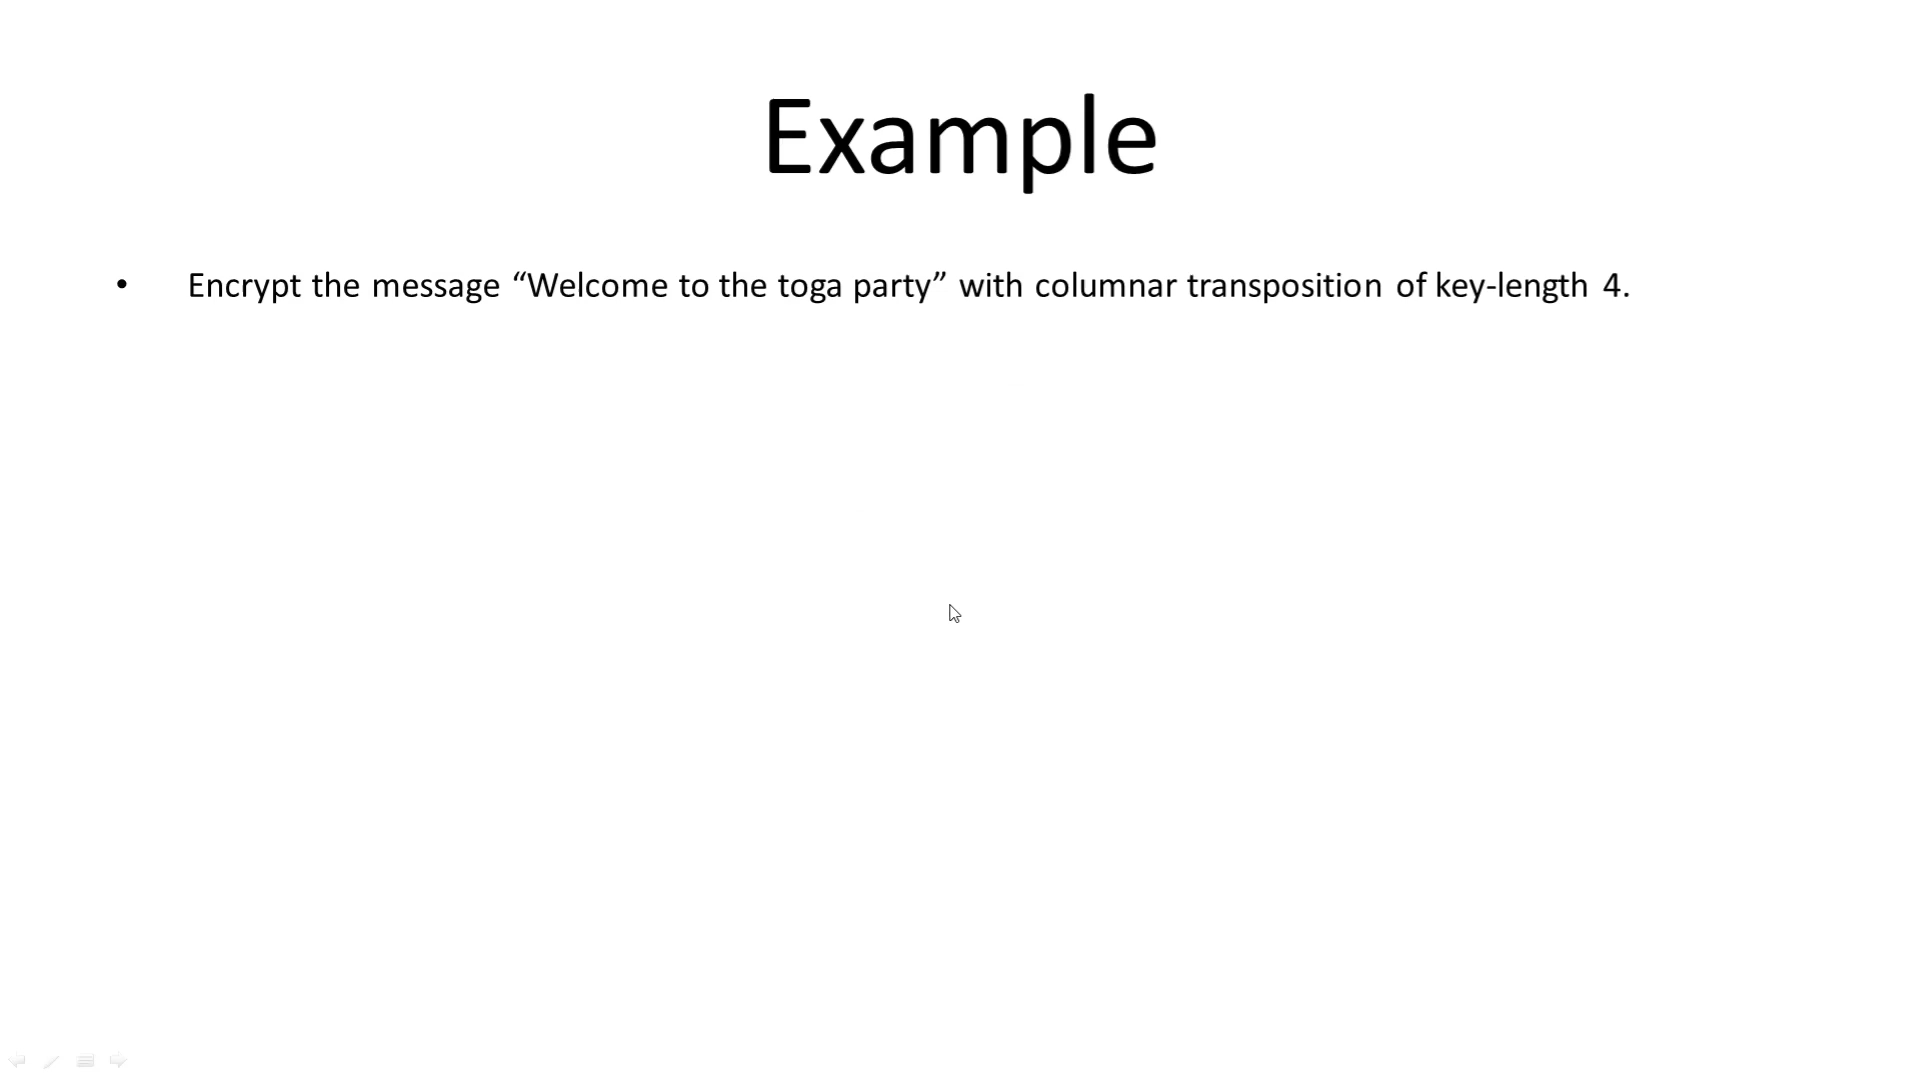 Example
• Encrypt the message “Welcome to the toga party” with columnar transposition of key-length 4.